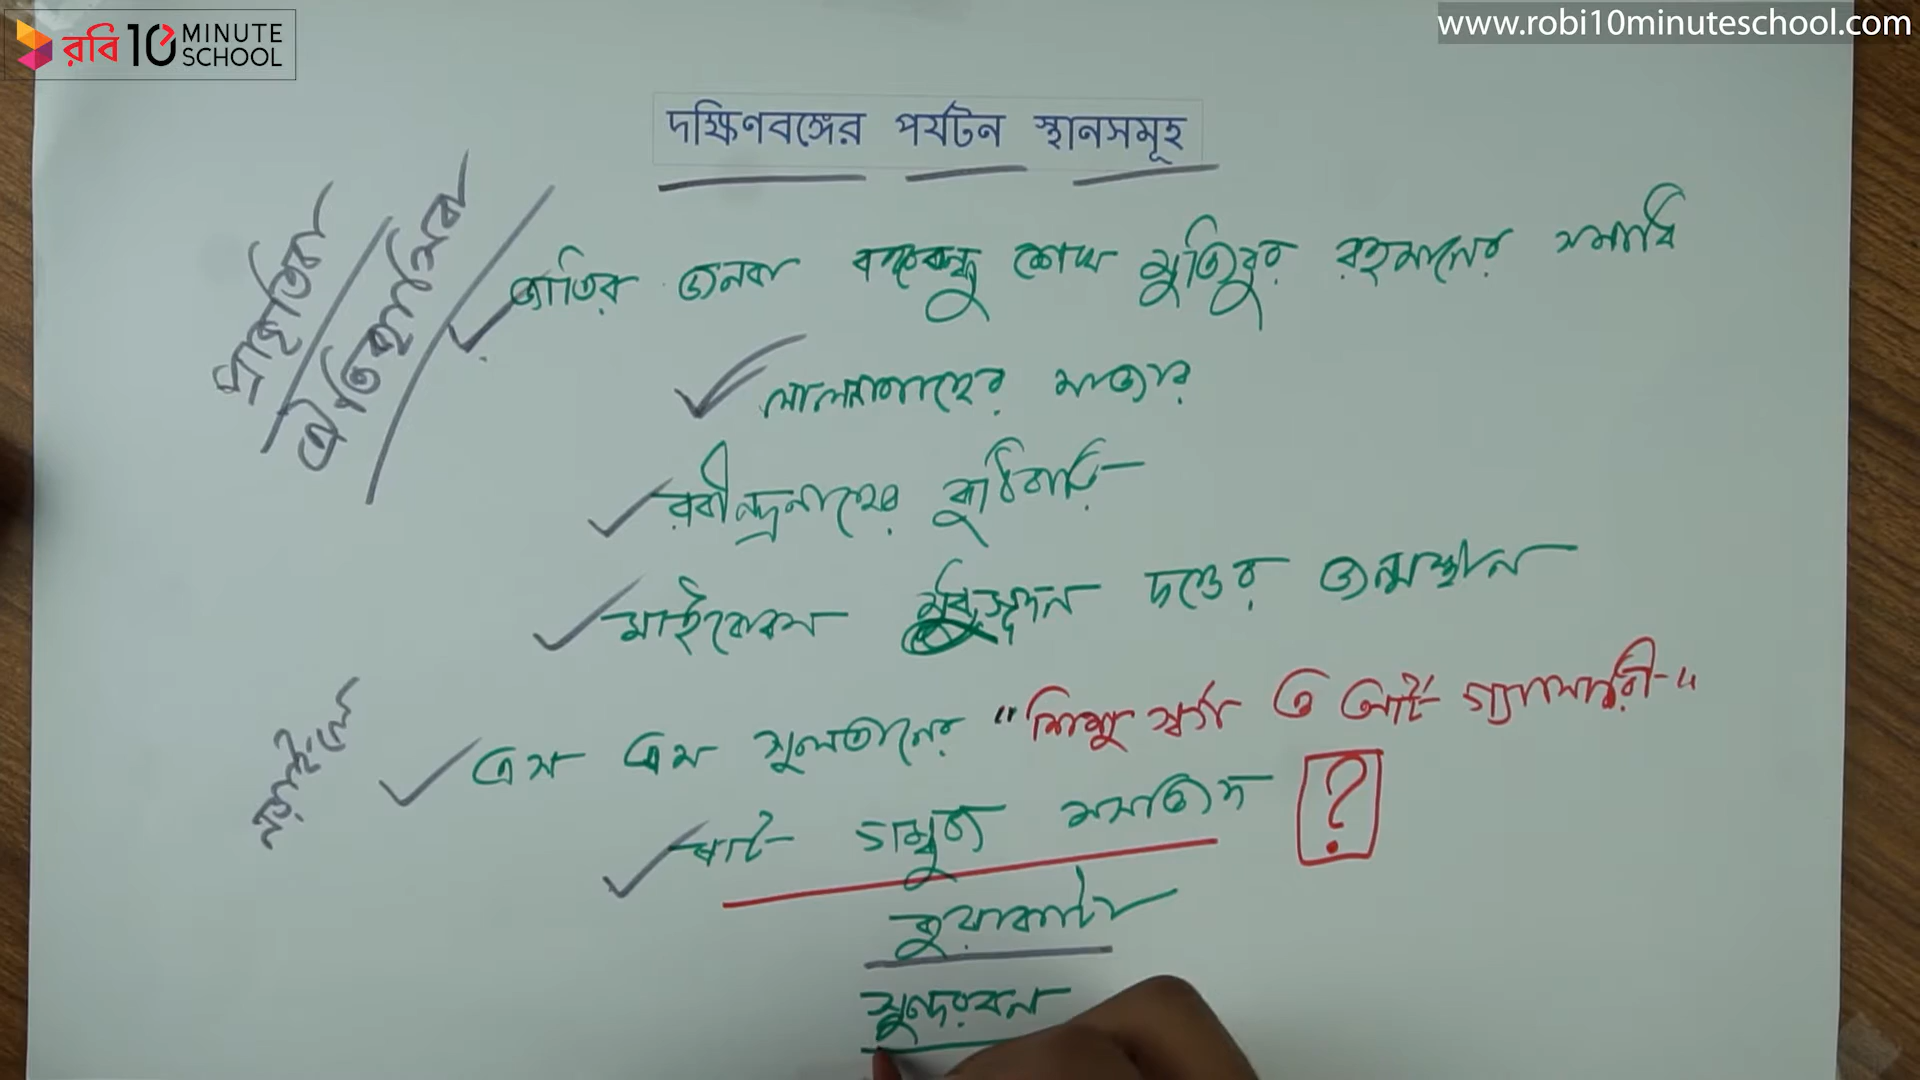 রবি 10 MINUTE SCHOOL
www.robi10minuteschool.com
দক্ষিণবঙ্গের পর্যটন স্থানসমূহ
ঐতিহাসিক
জাতির জনক বঙ্গবন্ধু শেখ মুজিবুর রহমানের সমাধি
লালনশাহের মাজার
রবীন্দ্রনাথের কুঠিবাড়ি
মাইকেল মধুসূদন দত্তের জন্মস্থান
এস এম সুলতানের "শিশু স্বর্গ ও আর্ট গ্যালারী"
ষাট গম্বুজ মসজিদ ?
কুয়াকাটা
সুন্দরবন